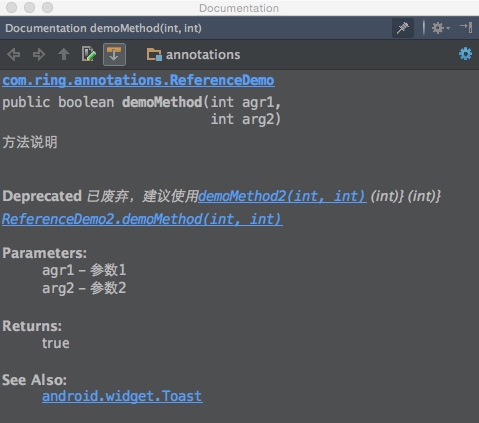 Documentation
Documentation demoMethod(int, int)
annotations
com.ring.annotations.ReferenceDemo
public boolean demoMethod(int agr1,
int arg2)
方法说明
Deprecated 已废弃，建议使用demoMethod2(int, int) (int)} (int)}
ReferenceDemo2.demoMethod(int, int)
Parameters:
agr1 – 参数1
arg2 – 参数2
Returns:
true
See Also:
android.widget.Toast